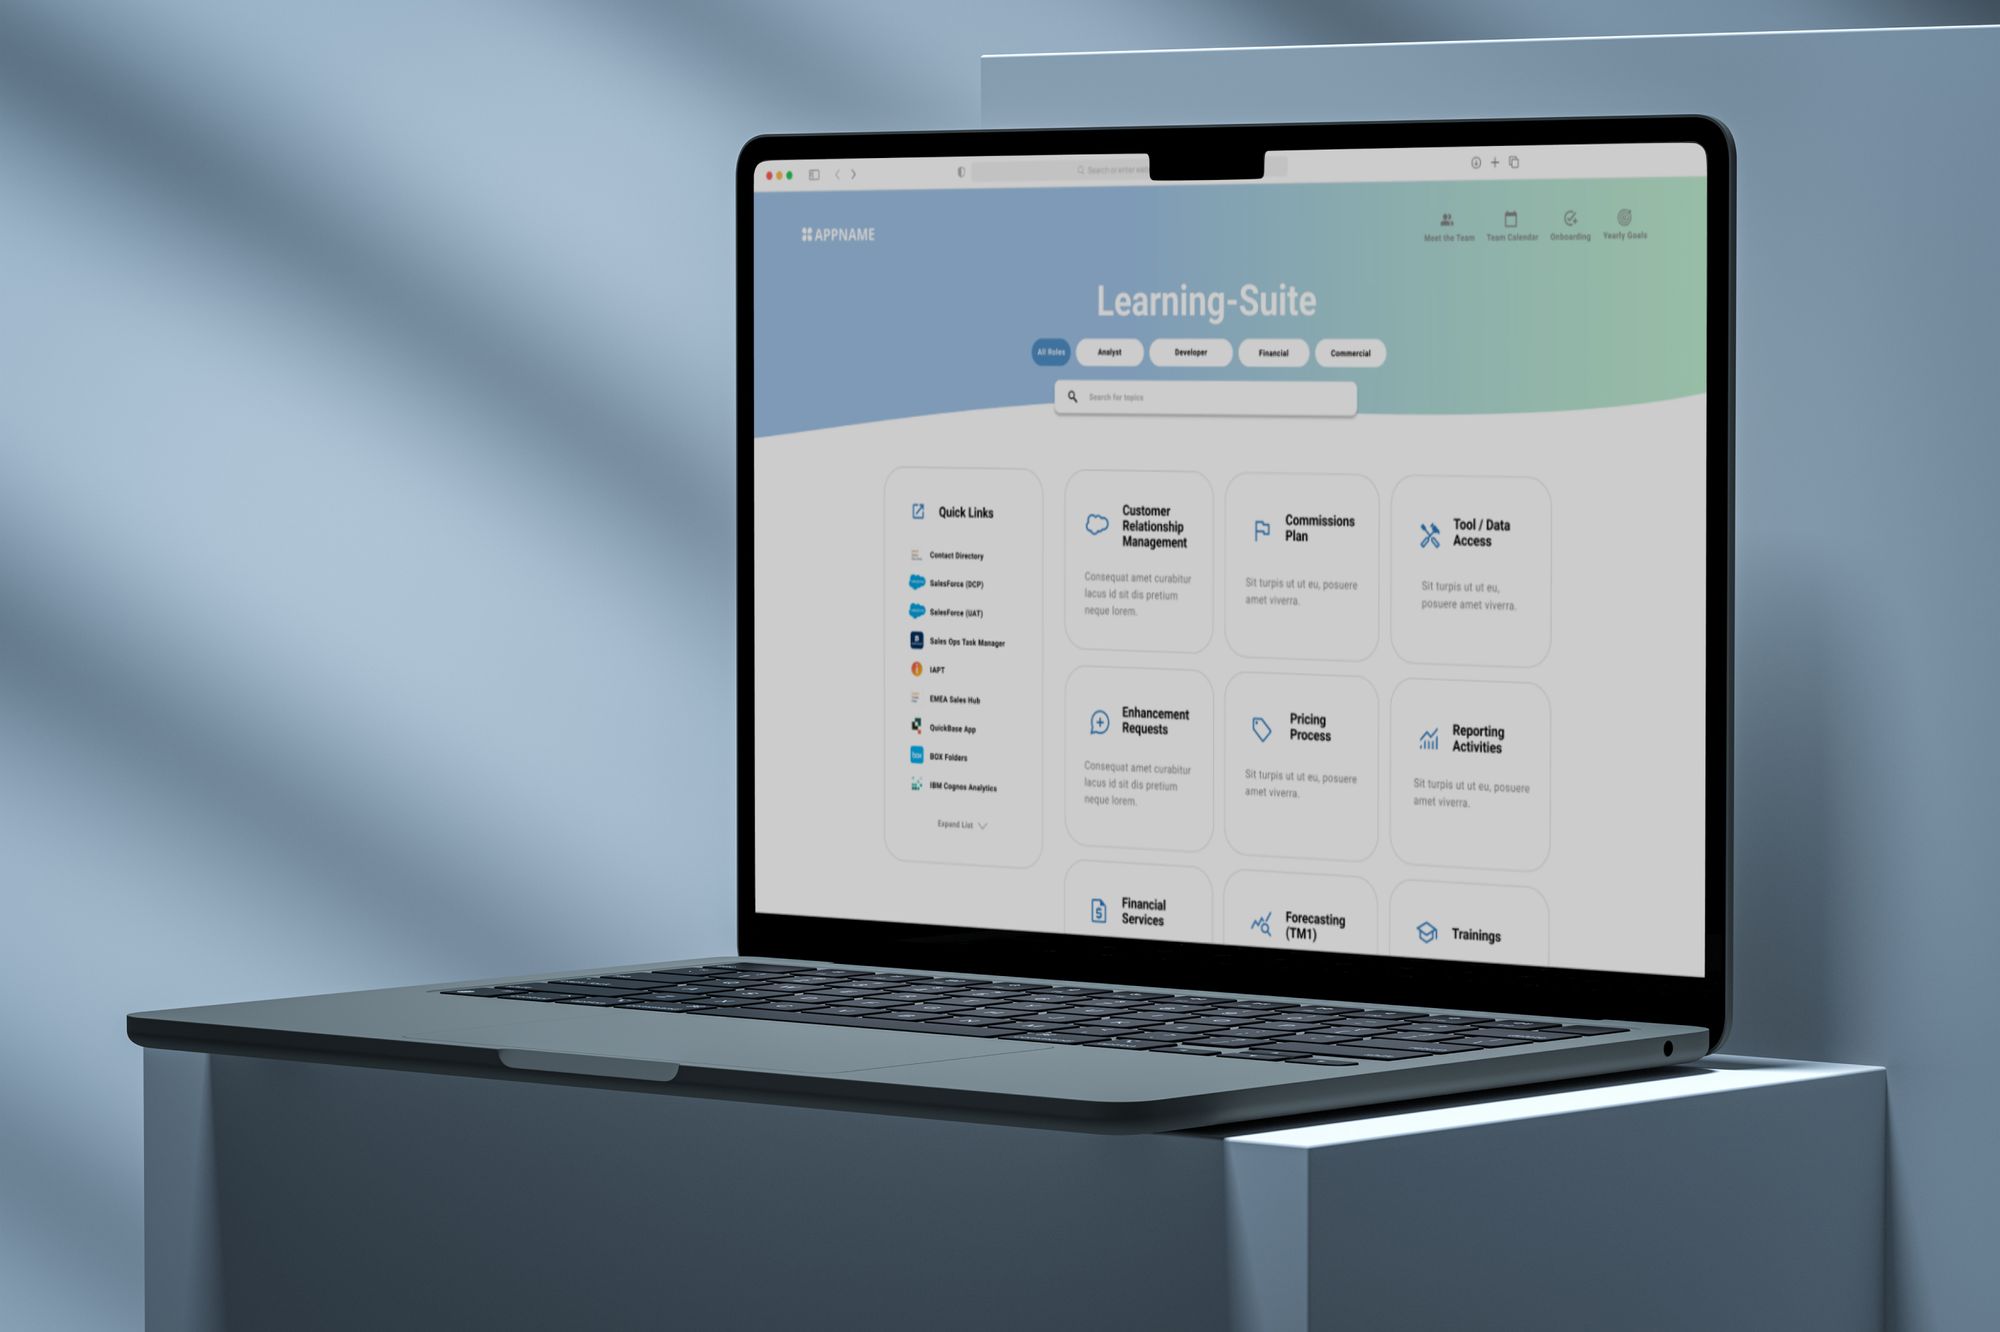 APPNAME
Meet the Team
Team Calendar
Onboarding
Yearly Goals
Learning-Suite
All Roles
Analyst
Developer
Financial
Commercial
Search for topics
Quick Links
Contact Directory
SalesForce (DCP)
SalesForce (UAT)
Sales Ops Task Manager
IAPT
EMEA Sales Hub
QuickBase App
BOX Folders
IBM Cognos Analytics
Expand List
Customer
Relationship
Management
Consequat amet curabitur
lacus id sit dis pretium
neque lorem.
Commissions
Plan
Sit turpis ut ut eu, posuere
amet viverra.
Tool / Data
Access
Sit turpis ut ut eu,
posuere amet viverra.
Enhancement
Requests
Consequat amet curabitur
lacus id sit dis pretium
neque lorem.
Pricing
Process
Sit turpis ut ut eu, posuere
amet viverra.
Reporting
Activities
Sit turpis ut ut eu, posuere
amet viverra.
Financial
Services
Forecasting
(TM1)
Trainings